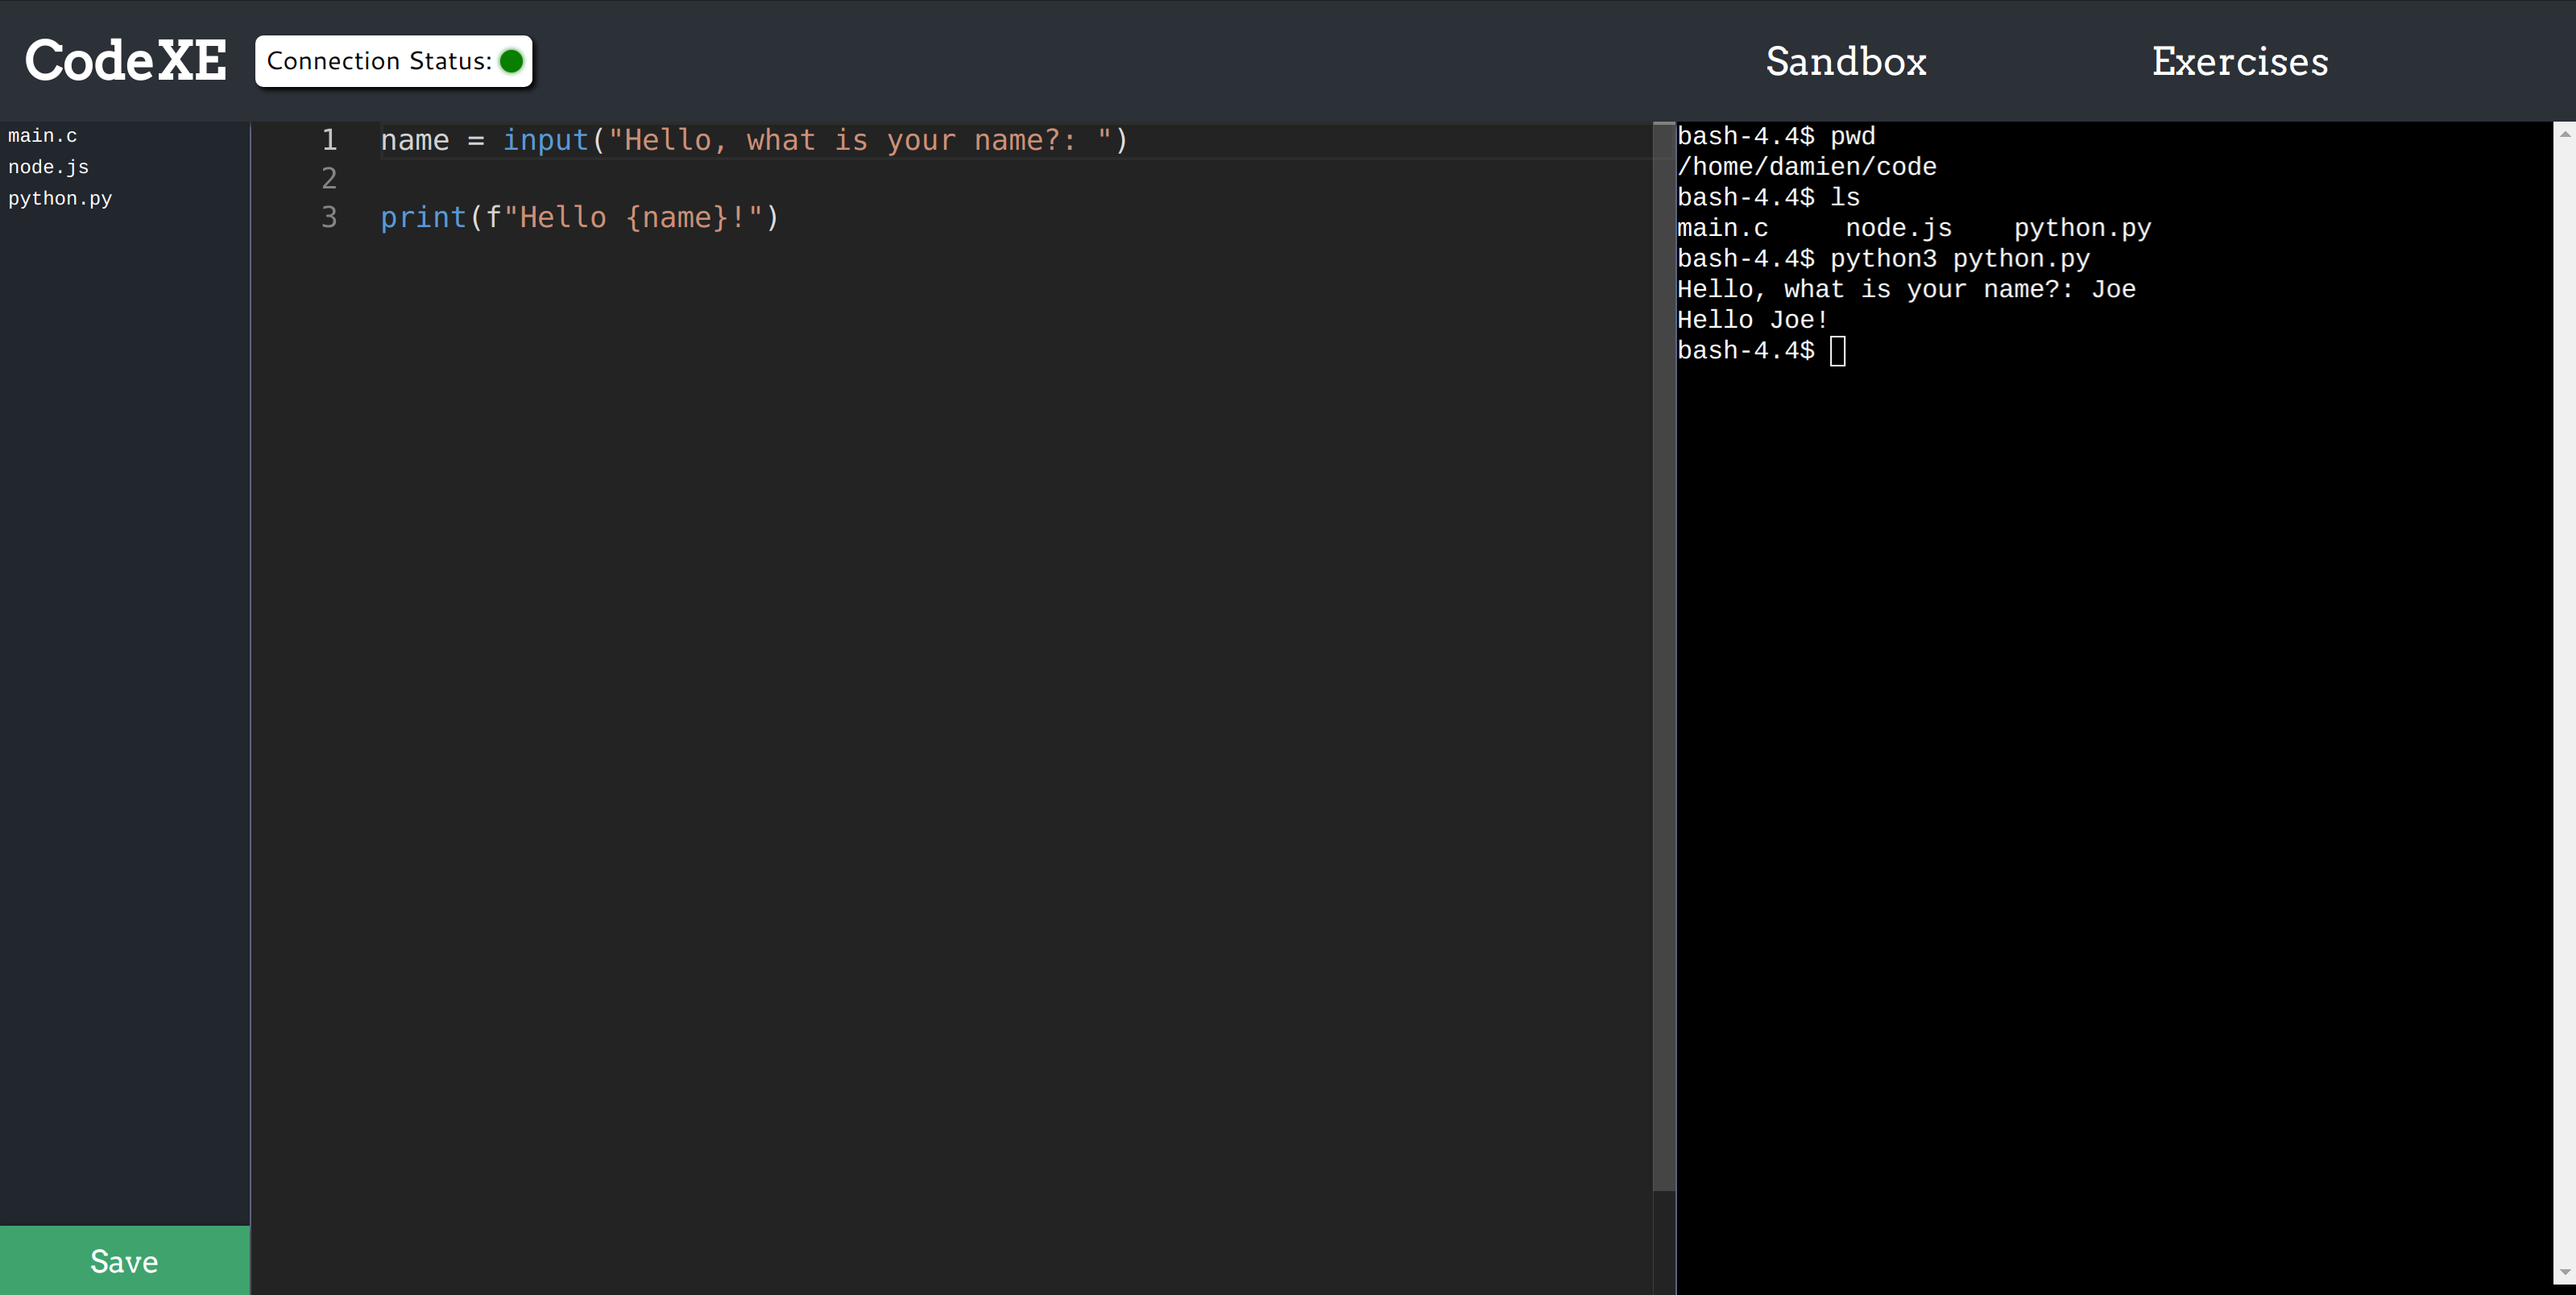 CodeXE
Connection Status:
Sandbox
Exercises
main.c
node.js
python.py
Save
1 name = input("Hello, what is your name?: ")
2
3 print(f"Hello {name}!")
bash-4.4$ pwd
/home/damien/code
bash-4.4$ ls
main.c     node.js    python.py
bash-4.4$ python3 python.py
Hello, what is your name?: Joe
Hello Joe!
bash-4.4$